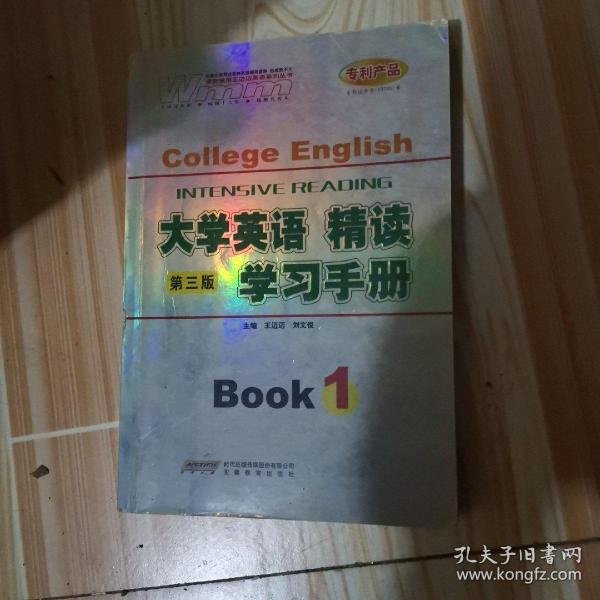 Wmm
专利产品
College English
INTENSIVE READING
大学英语 精读
第三版 学习手册
主编 王迈迈 刘文俊
Book 1
时代出版传媒股份有限公司
安徽教育出版社
孔夫子旧书网
www.kongfz.com